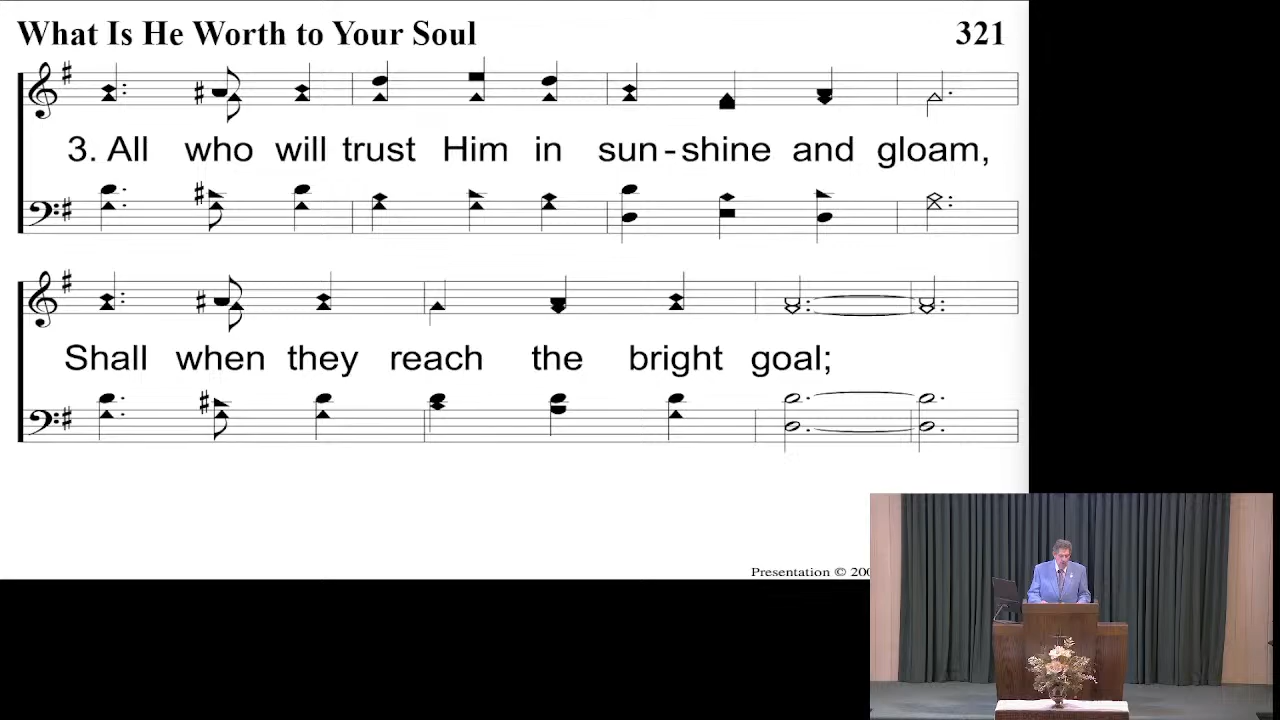 What Is He Worth to Your Soul 321
3. All who will trust Him in sun-shine and gloam,
Shall when they reach the bright goal;
Presentation ©